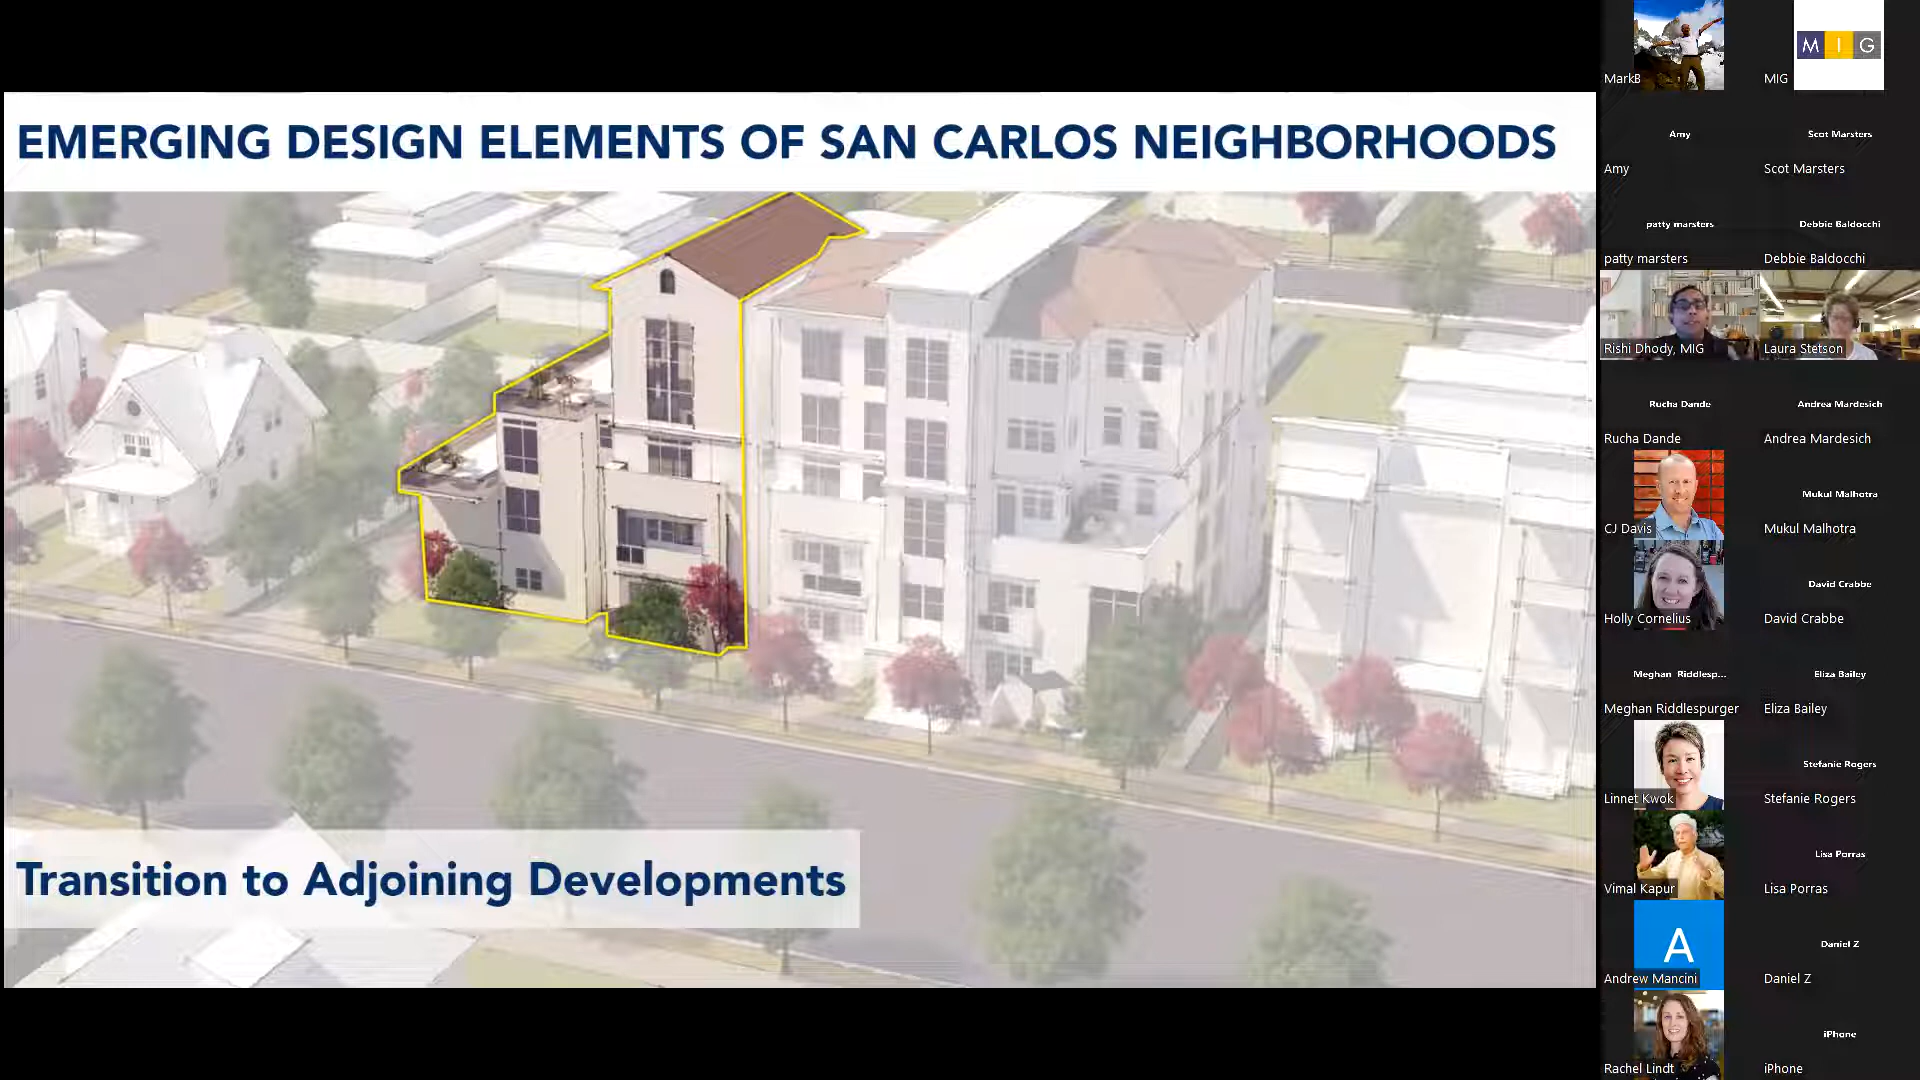 EMERGING DESIGN ELEMENTS OF SAN CARLOS NEIGHBORHOODS
Transition to Adjoining Developments
MarkB
M I G
MIG
Amy
Amy
Scot Marsters
Scot Marsters
patty marsters
patty marsters
Debbie Baldocchi
Debbie Baldocchi
Rishi Dhody, MIG
Laura Stetson
Rucha Dande
Rucha Dande
Andrea Mardesich
Andrea Mardesich
CJ Davis
Mukul Malhotra
Mukul Malhotra
Holly Cornelius
David Crabbe
David Crabbe
Meghan Riddlesp...
Meghan Riddlespurger
Eliza Bailey
Eliza Bailey
Linnet Kwok
Stefanie Rogers
Stefanie Rogers
Vimal Kapur
Lisa Porras
Lisa Porras
A
Andrew Mancini
Daniel Z
Daniel Z
Rachel Lindt
iPhone
iPhone